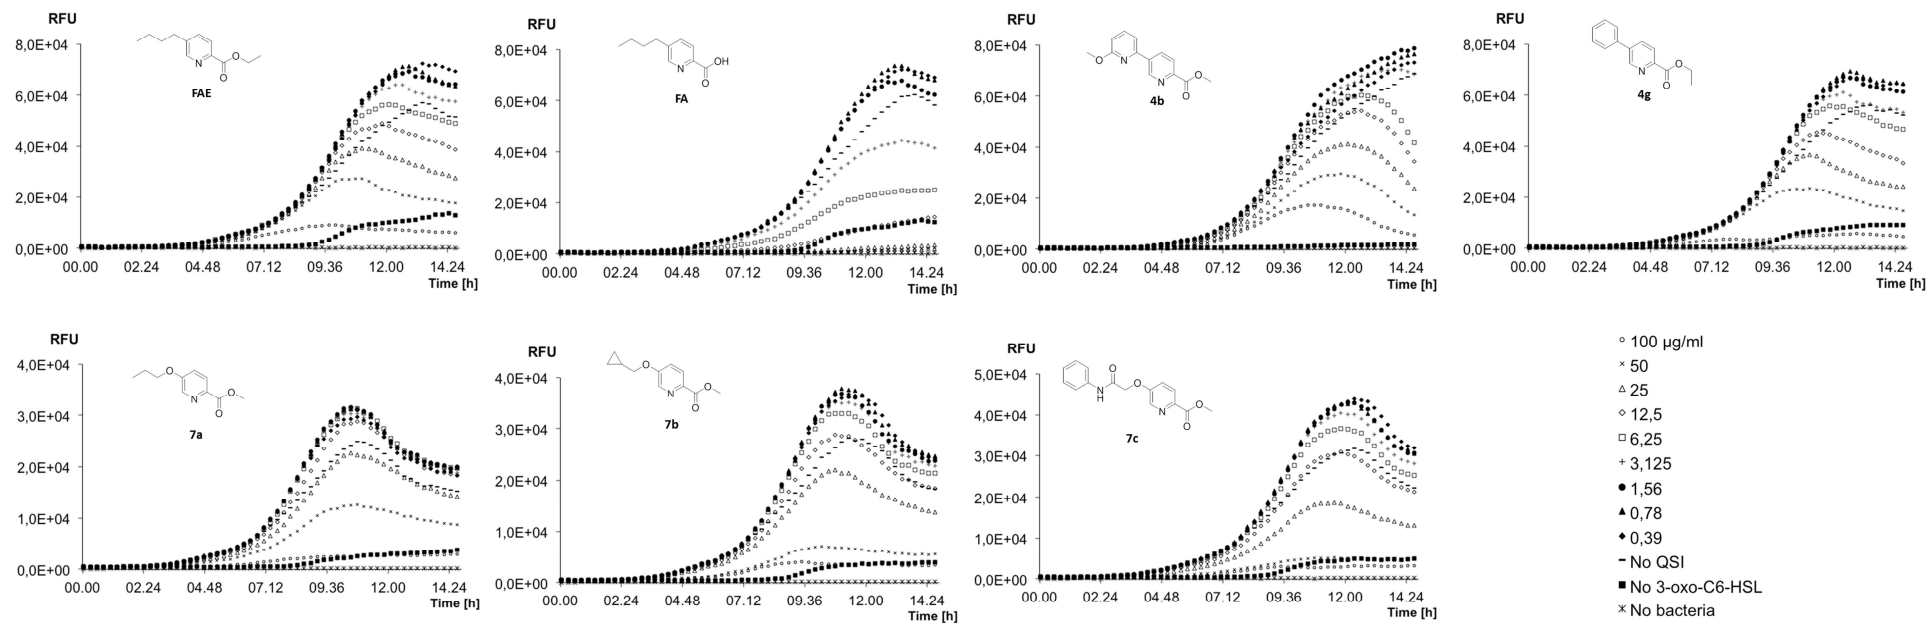 RFU
8,0E+04
6,0E+04
4,0E+04
2,0E+04
0,0E+00
00.00 02.24 04.48 07.12 09.36 12.00 14.24
Time [h]
N
O
O
FAE
RFU
8,0E+04
6,0E+04
4,0E+04
2,0E+04
0,0E+00
00.00 02.24 04.48 07.12 09.36 12.00 14.24
Time [h]
N
OH
O
FA
RFU
8,0E+04
6,0E+04
4,0E+04
2,0E+04
0,0E+00
00.00 02.24 04.48 07.12 09.36 12.00 14.24
Time [h]
O
N
N
O
O
4b
RFU
8,0E+04
6,0E+04
4,0E+04
2,0E+04
0,0E+00
00.00 02.24 04.48 07.12 09.36 12.00 14.24
Time [h]
N
O
O
4g
RFU
4,0E+04
3,0E+04
2,0E+04
1,0E+04
0,0E+00
00.00 02.24 04.48 07.12 09.36 12.00 14.24
Time [h]
O
N
O
O
7a
RFU
4,0E+04
3,0E+04
2,0E+04
1,0E+04
0,0E+00
00.00 02.24 04.48 07.12 09.36 12.00 14.24
Time [h]
O
N
O
O
7b
RFU
5,0E+04
4,0E+04
3,0E+04
2,0E+04
1,0E+04
0,0E+00
00.00 02.24 04.48 07.12 09.36 12.00 14.24
Time [h]
N
H
O
O
N
O
O
7c
100 µg/ml
50
25
12,5
6,25
3,125
1,56
0,78
0,39
No QSI
No 3-oxo-C6-HSL
No bacteria